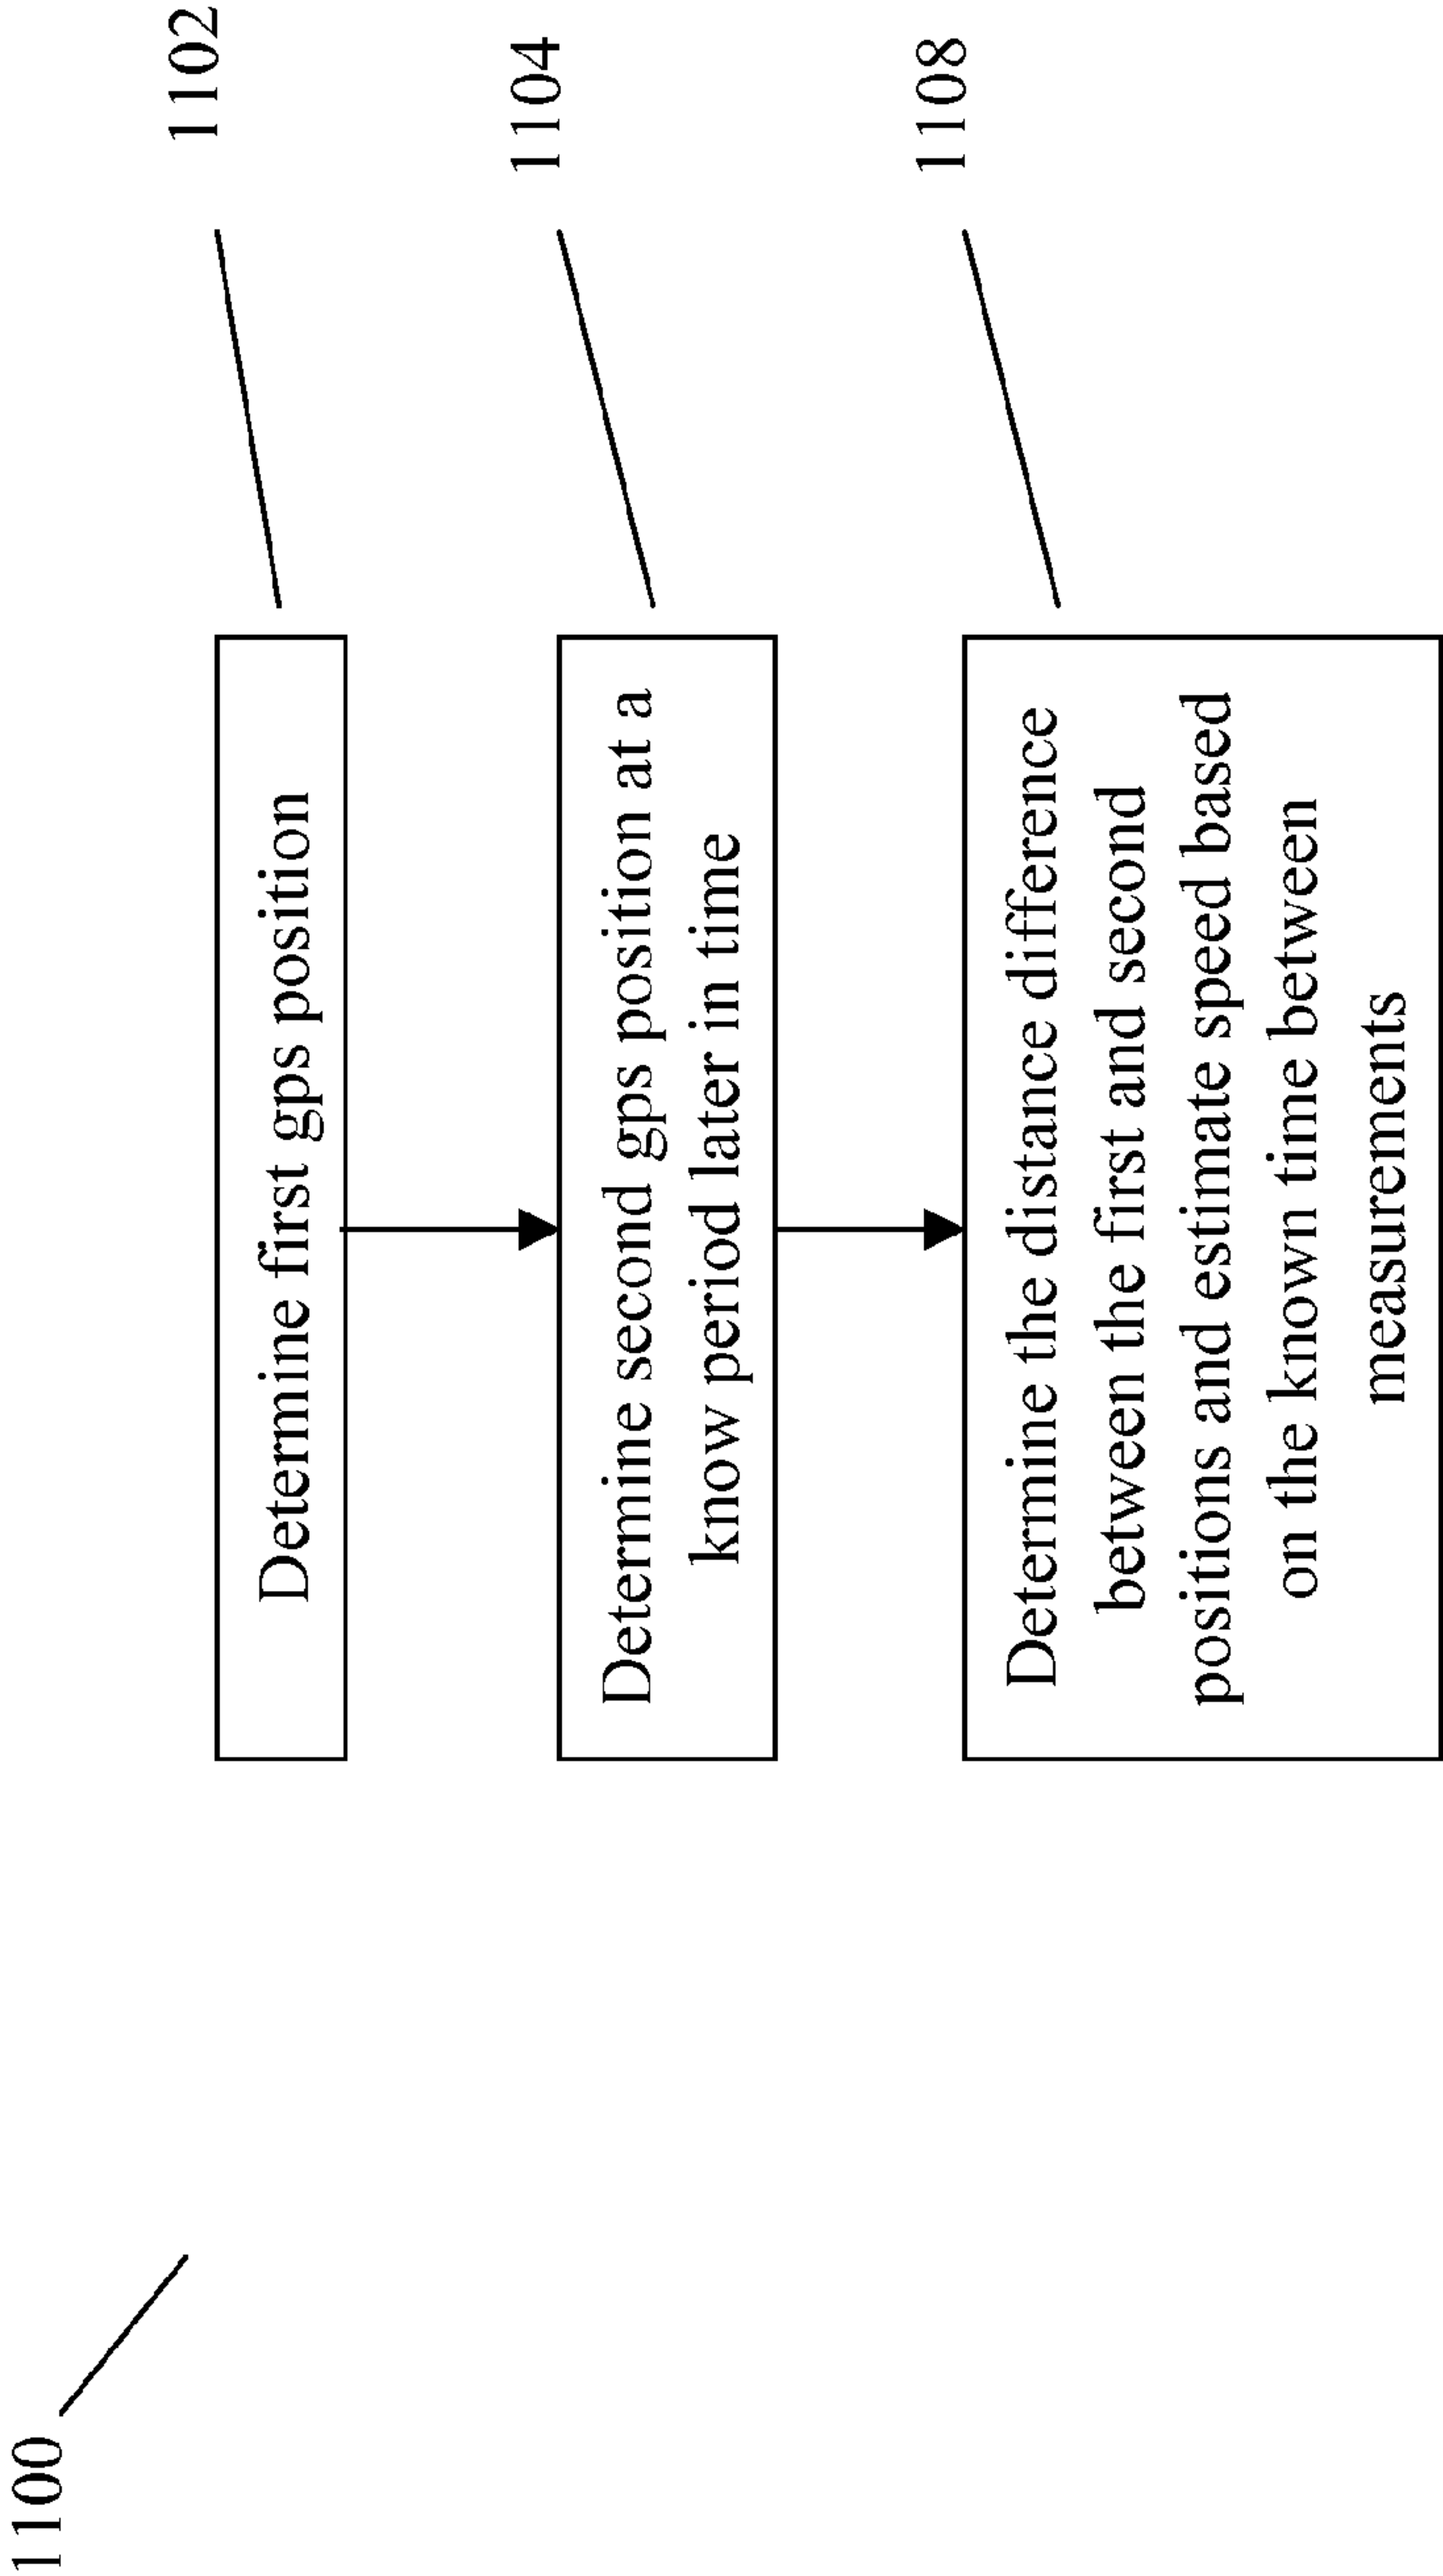 1100
Determine first gps position
1102
Determine second gps position at a
know period later in time
1104
Determine the distance difference
between the first and second
positions and estimate speed based
on the known time between
measurements
1108